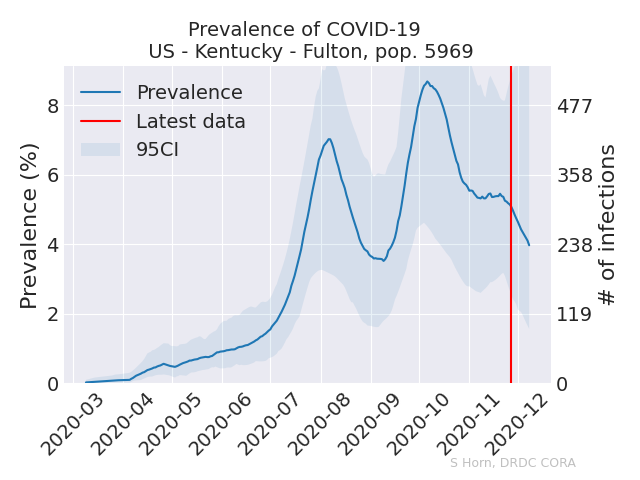 Prevalence of COVID-19
US - Kentucky - Fulton, pop. 5969
Prevalence
Latest data
95CI
Prevalence (%)
8
6
4
2
0
477
358
238
119
0
# of infections
2020-03
2020-04
2020-05
2020-06
2020-07
2020-08
2020-09
2020-10
2020-11
2020-12
S Horn, DRDC CORA